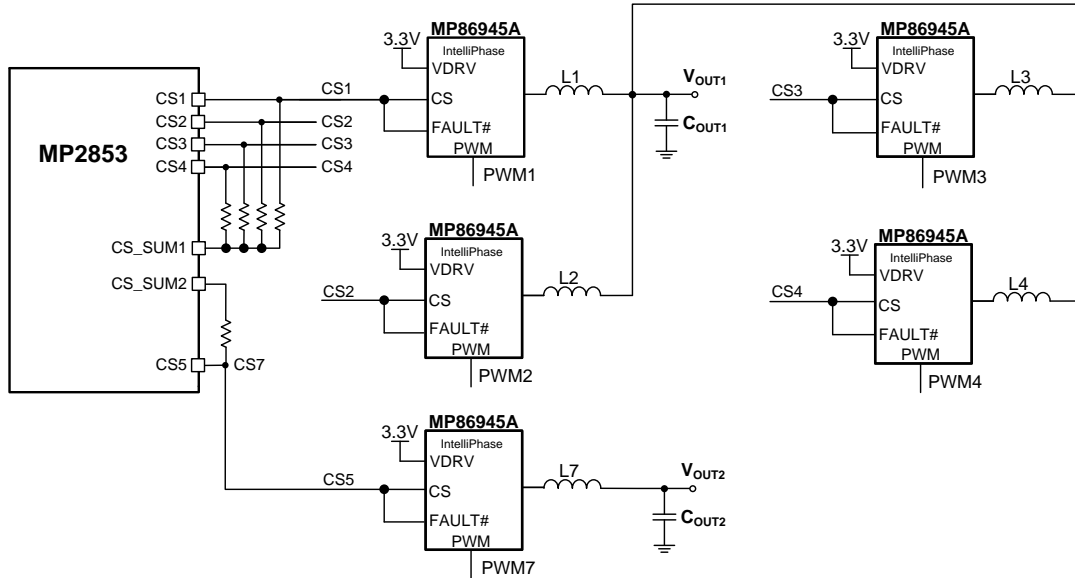 MP2853
CS1
CS2
CS3
CS4
CS_SUM1
CS_SUM2
CS5
CS7
CS1
CS2
CS3
CS4
MP86945A
3.3V
IntelliPhase
VDRV
CS
FAULT#
PWM
PWM1
L1
VOUT1
COUT1
MP86945A
3.3V
IntelliPhase
VDRV
CS3
CS
FAULT#
PWM
PWM3
L3
MP86945A
3.3V
IntelliPhase
VDRV
CS2
CS
FAULT#
PWM
PWM2
L2
MP86945A
3.3V
IntelliPhase
VDRV
CS4
CS
FAULT#
PWM
PWM4
L4
MP86945A
3.3V
IntelliPhase
VDRV
CS5
CS
FAULT#
PWM
PWM7
L7
VOUT2
COUT2